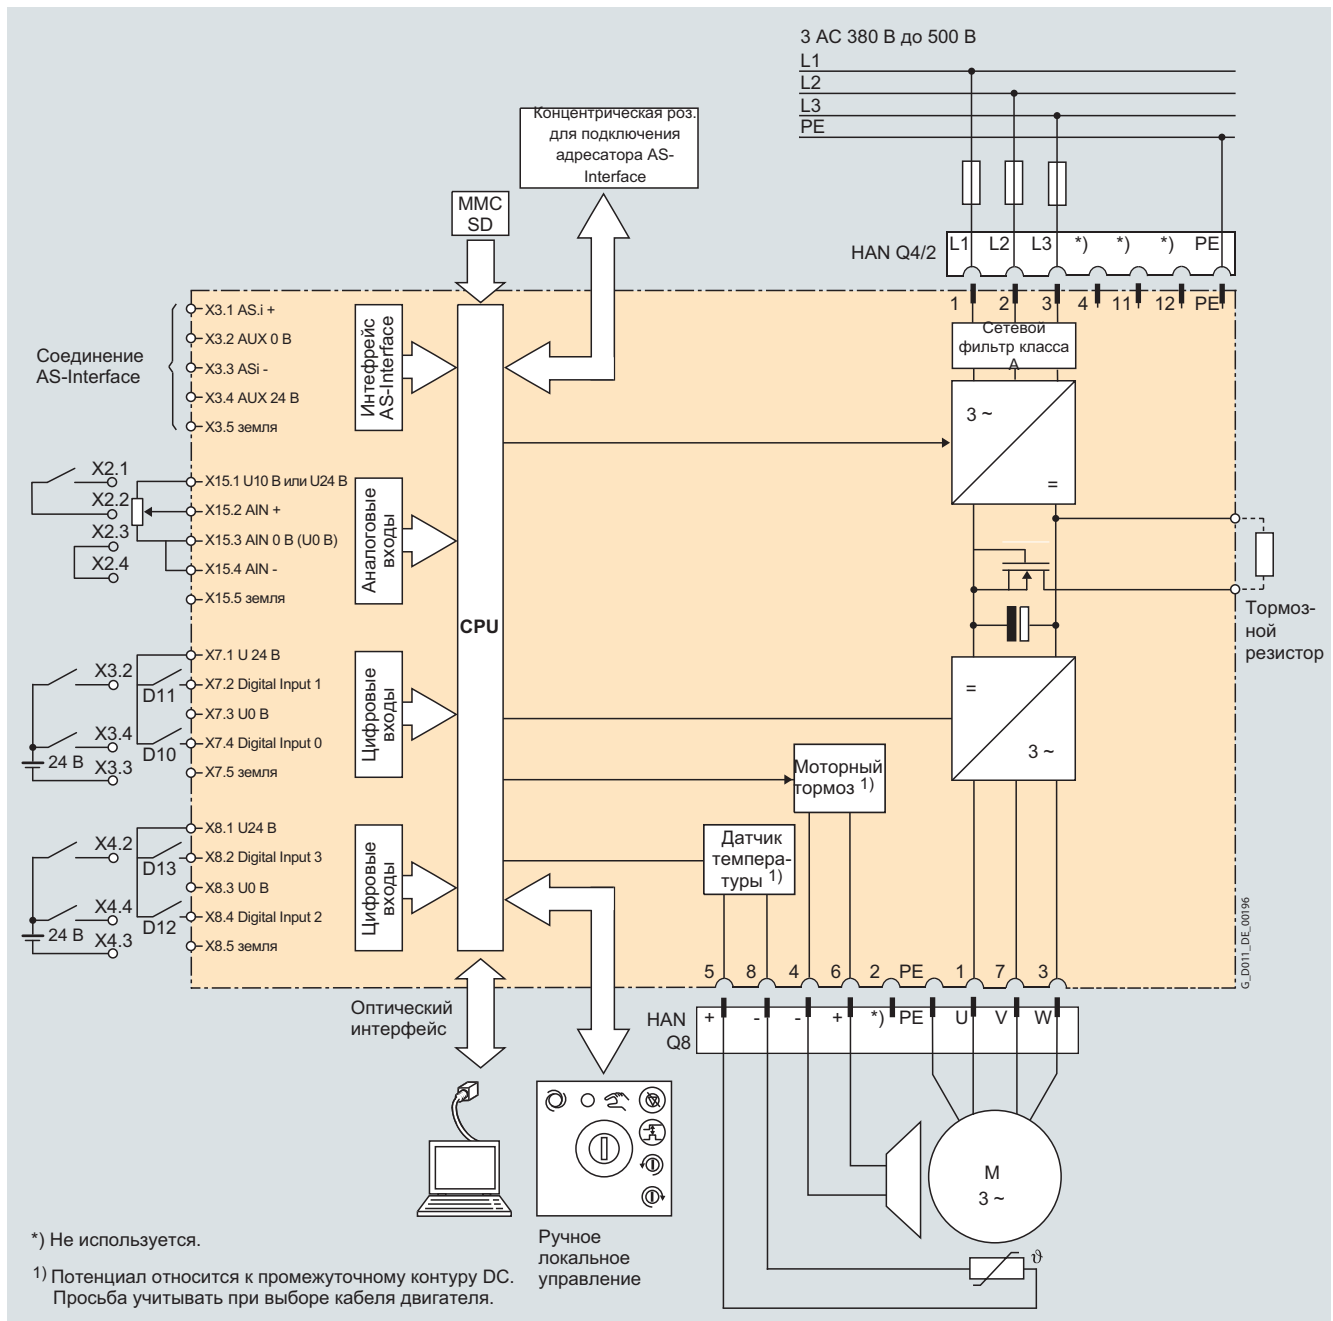 3 AC 380 В до 500 В
L1
L2
L3
PE
Концентрическая роз.
для подключения
адресатора AS-
Interface
MMC
SD
HAN Q4/2
L1 L2 L3 *) *) *) PE
1 2 3 4 11 12 PE
Соединение
AS-Interface
X3.1 AS.i +
X3.2 AUX 0 В
X3.3 ASi -
X3.4 AUX 24 В
X3.5 земля
Интефрейс
AS-Interface
Сетевой
фильтр класса
A
3 ~
=
X2.1
X2.2
X2.3
X2.4
X15.1 U10 В или U24 В
X15.2 AIN +
X15.3 AIN 0 В (U0 В)
X15.4 AIN -
X15.5 земля
Аналоговые
входы
CPU
Тормоз-
ной
резистор
X3.2
X3.4
X3.3
24 В
D11
D10
X7.1 U 24 В
X7.2 Digital Input 1
X7.3 U0 В
X7.4 Digital Input 0
X7.5 земля
Цифровые
входы
=
3 ~
Моторный
тормоз 1)
Датчик
темпера-
туры 1)
X4.2
X4.4
X4.3
24 В
D13
D12
X8.1 U24 В
X8.2 Digital Input 3
X8.3 U0 В
X8.4 Digital Input 2
X8.5 земля
Цифровые
входы
G_D011_DE_00196
5 8 4 6 2 PE 1 7 3
HAN
Q8
+ - - + *) PE U V W
Оптический
интерфейс
M
3 ~
ϑ
Ручное
локальное
управление
*) Не используется.
1) Потенциал относится к промежуточному контуру DC.
Просьба учитывать при выборе кабеля двигателя.